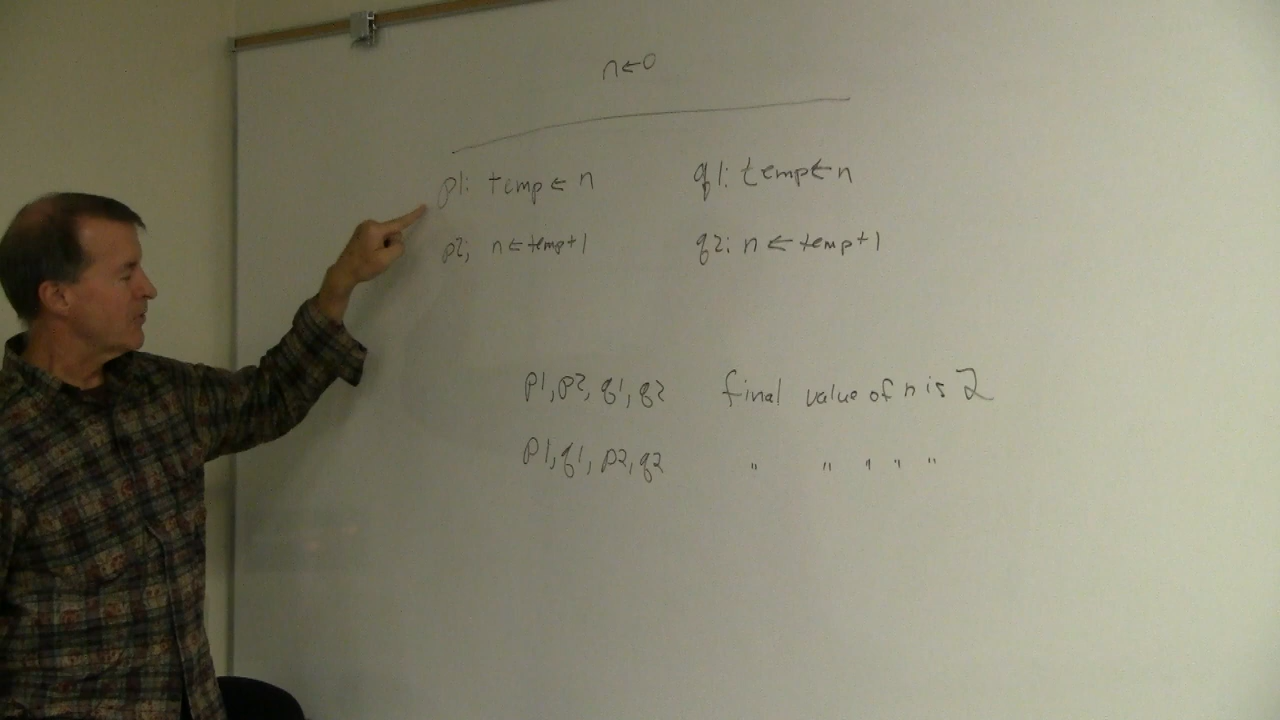 n←0
p1: temp← n q1: temp← n
p2; n←temp+1 q2: n←temp+1
p1,p2,q1,q2 final value of n is 2
p1,q1,p2,q2 " " " " "